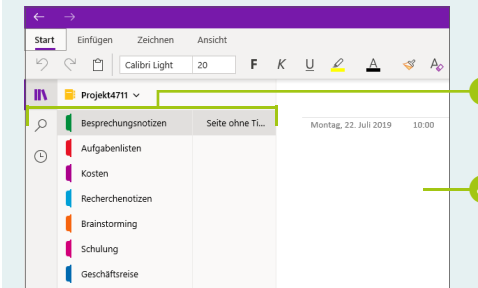 Start Einfügen Zeichnen Ansicht
Calibri Light 20 F K U A A
Projekt4711
Besprechungsnotizen Seite ohne Ti... Montag, 22. Juli 2019 10:00
Aufgabenlisten
Kosten
Recherchenotizen
Brainstorming
Schulung
Geschäftsreise